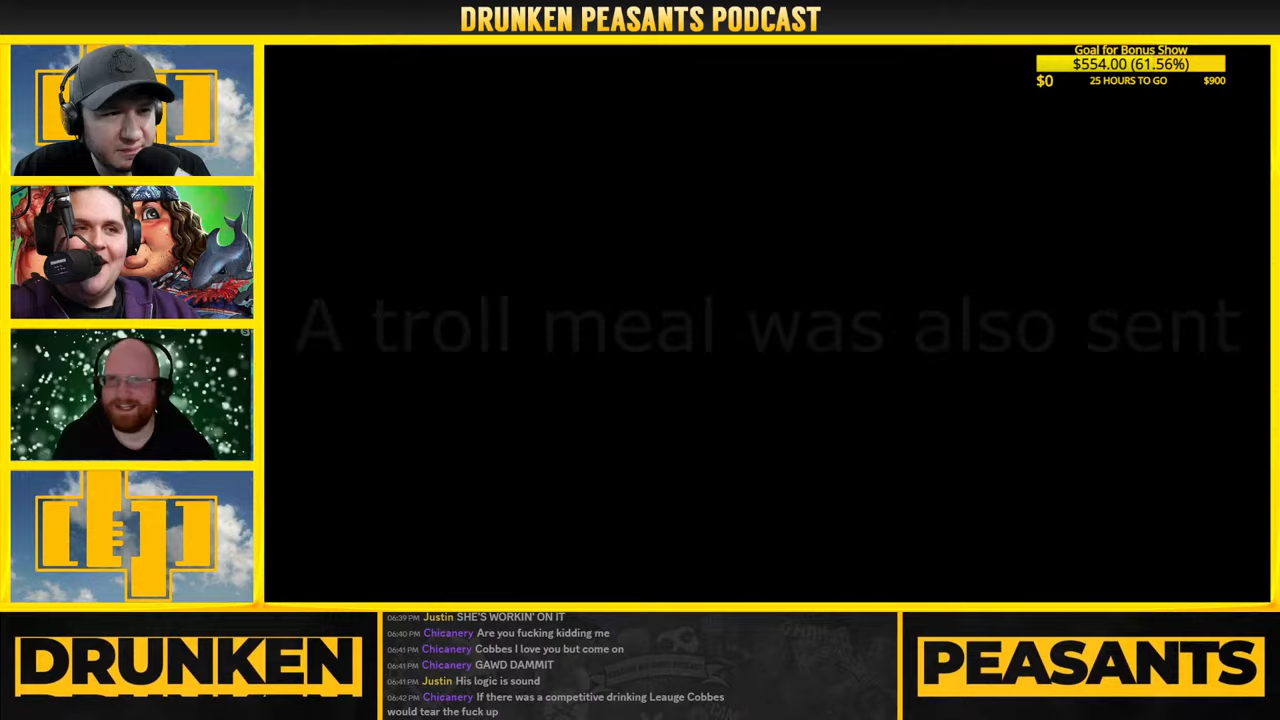 DRUNKEN PEASANTS PODCAST
Goal for Bonus Show
$554.00 (61.56%)
$0 25 HOURS TO GO $900
A troll meal was also sent
06:39 PM Justin SHE'S WORKIN' ON IT
06:40 PM Chicanery Are you fucking kidding me
06:41 PM Chicanery Cobbes I love you but come on
06:41 PM Chicanery GAWD DAMMIT
06:41 PM Justin His logic is sound
06:42 PM Chicanery If there was a competitive drinking Leauge Cobbes
would tear the fuck up
DRUNKEN
PEASANTS